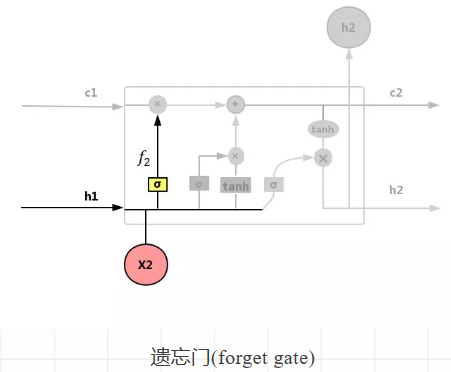 h2
c1
c2
×
+
tanh
f2
×
×
σ
σ
tanh
σ
h1
h2
X2
遗忘门(forget gate)